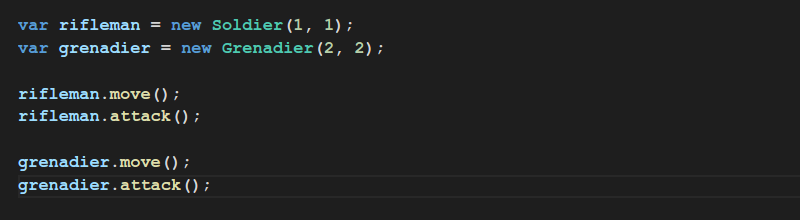 var rifleman = new Soldier(1, 1);
var grenadier = new Grenadier(2, 2);
rifleman.move();
rifleman.attack();
grenadier.move();
grenadier.attack();